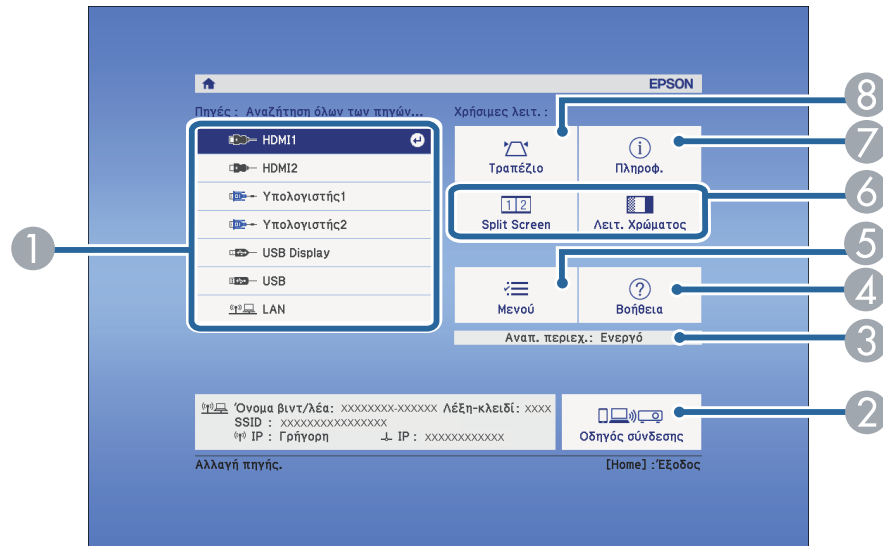 EPSON
Πηγές : Αναζήτηση όλων των πηγών...
HDMI1
HDMI2
Υπολογιστής1
Υπολογιστής2
USB Display
USB
LAN
Χρήσιμες λειτ. :
Τραπέζιο
Πληροφ.
Split Screen
Λειτ. Χρώματος
Μενού
Βοήθεια
Αναπ. περιεχ.: Ενεργό
Όνομα βιντ/λέα: XXXXXXXX-XXXXXX Λέξη-κλειδί: XXXX
SSID : XXXXXXXXXXXXXXXX
IP : Γρήγορη IP : XXXXXXXXXXXX
Οδηγός σύνδεσης
Αλλαγή πηγής.
[Home] :Έξοδος
1
8
7
6
5
4
3
2